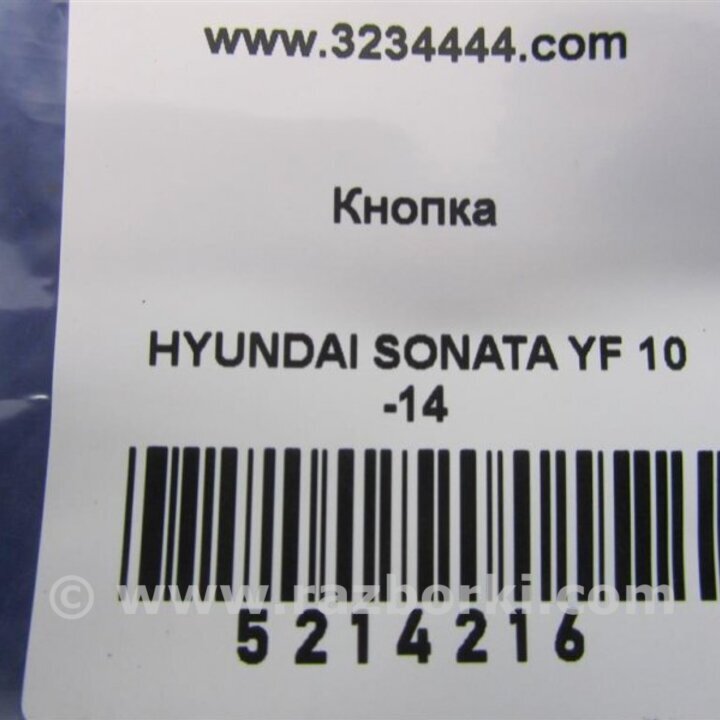 www.3234444.com
Кнопка
HYUNDAI SONATA YF 10
-14
© www.razborki.com
5214216